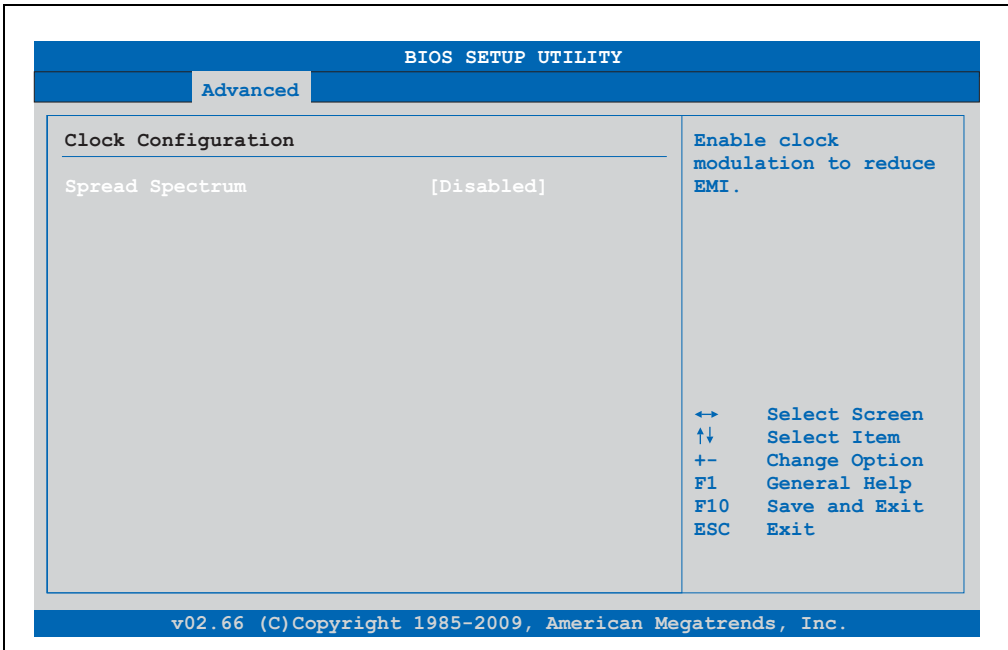 BIOS SETUP UTILITY
Advanced
Clock Configuration
Spread Spectrum [Disabled]
Enable clock
modulation to reduce
EMI.
↔ Select Screen
↑↓ Select Item
+- Change Option
F1 General Help
F10 Save and Exit
ESC Exit
v02.66 (C)Copyright 1985-2009, American Megatrends, Inc.